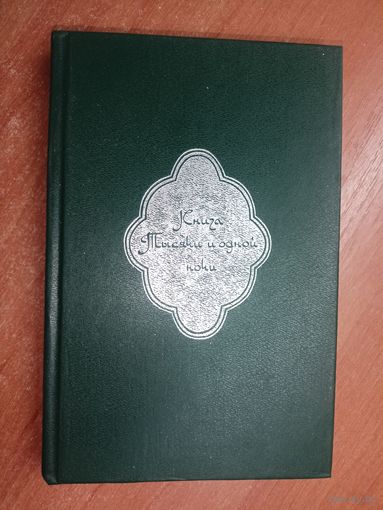 Книга
Тысячи и одной
ночи